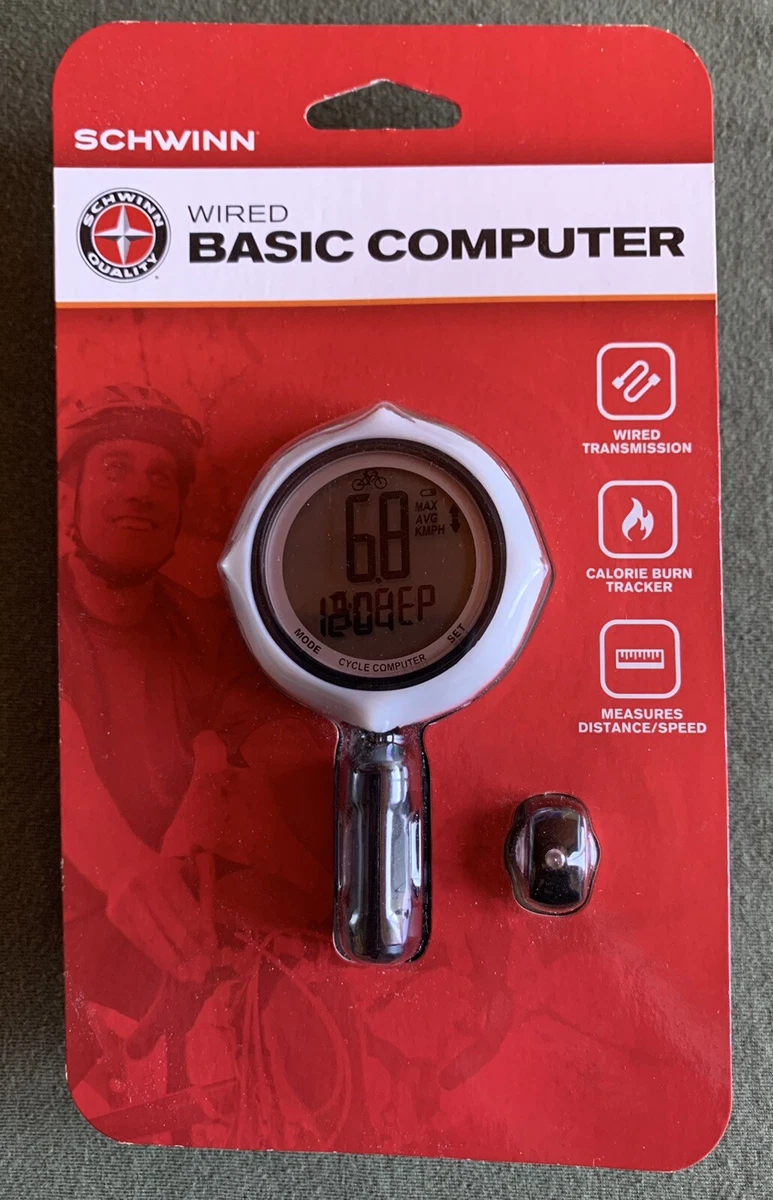 SCHWINN
SCHWINN
QUALITY
WIRED
BASIC COMPUTER
WIRED
TRANSMISSION
CALORIE BURN
TRACKER
MEASURES
DISTANCE/SPEED
6.8
MAX
AVG
KMPH
MODE
CYCLE COMPUTER
SET